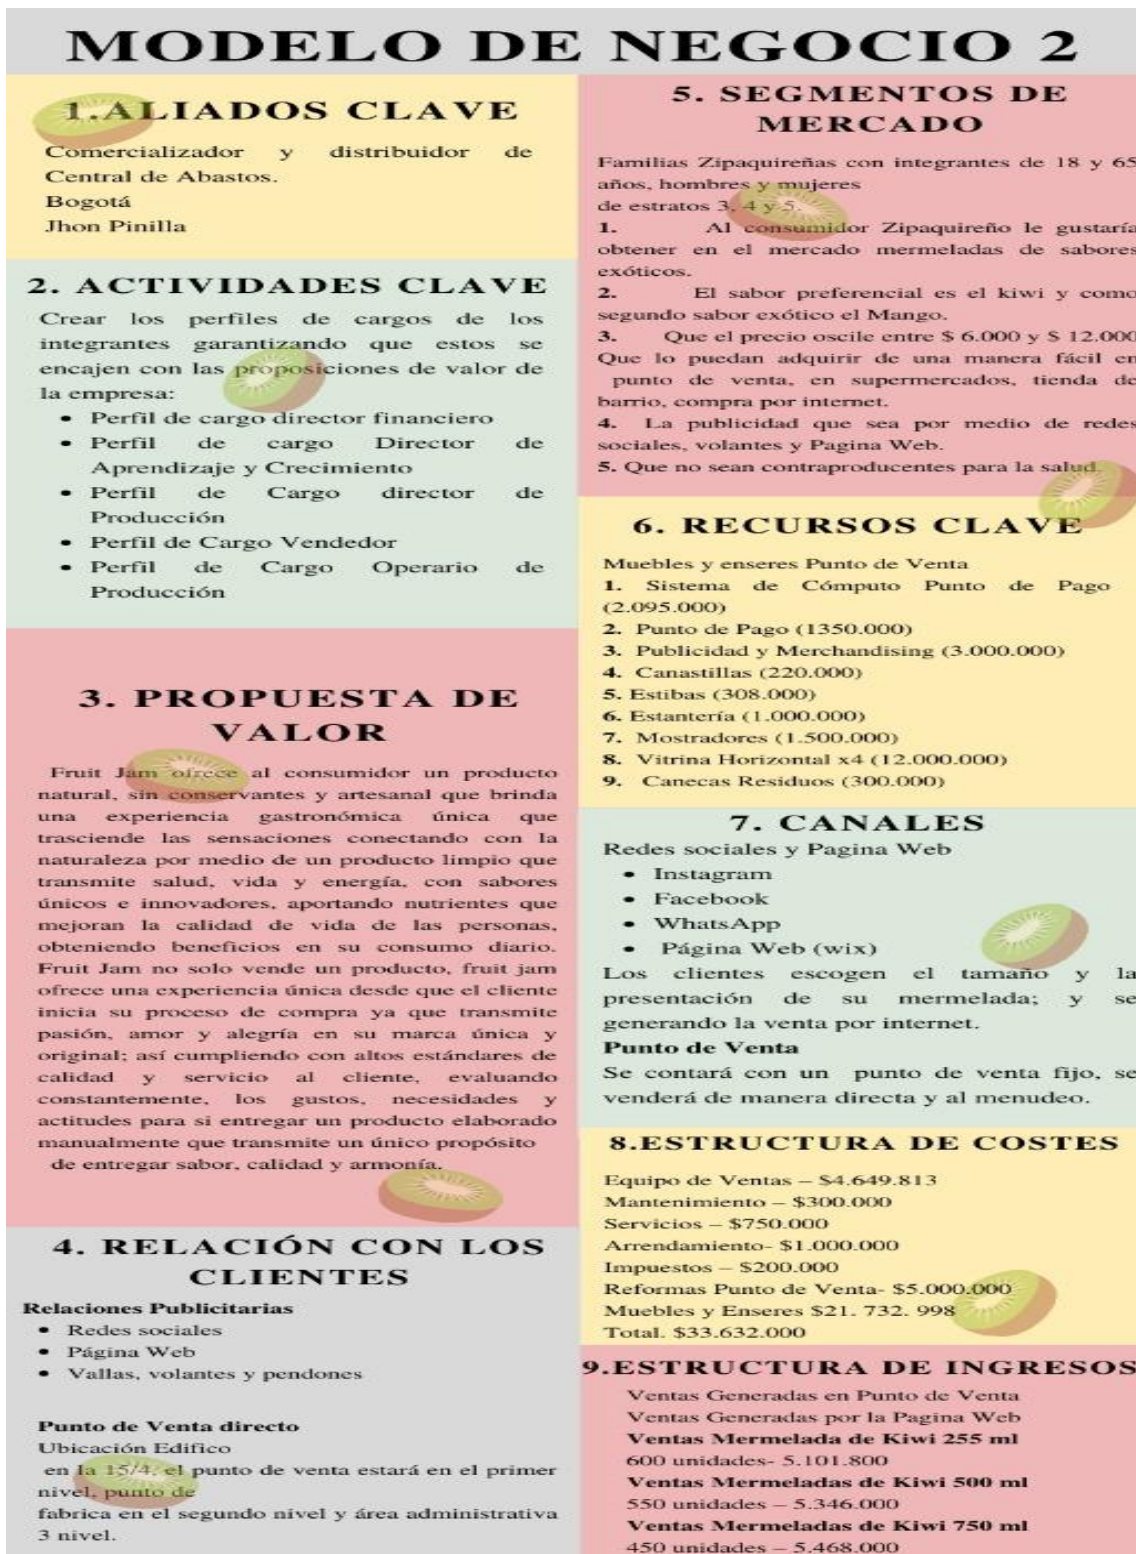 MODELO DE NEGOCIO 2
1.ALIADOS CLAVE
Comercializador y distribuidor de
Central de Abastos.
Bogotá
Jhon Pinilla
2. ACTIVIDADES CLAVE
Crear los perfiles de cargos de los
integrantes garantizando que estos se
encajen con las proposiciones de valor de
la empresa:
• Perfil de cargo director financiero
• Perfil de cargo Director de
Aprendizaje y Crecimiento
• Perfil de Cargo director de
Producción
• Perfil de Cargo Vendedor
• Perfil de Cargo Operario de
Producción
3. PROPUESTA DE
VALOR
Fruit Jam ofrece al consumidor un producto
natural, sin conservantes y artesanal que brinda
una experiencia gastronómica única que
trasciende las sensaciones conectando con la
naturaleza por medio de un producto limpio que
transmite salud, vida y energía, con sabores
únicos e innovadores, aportando nutrientes que
mejoran la calidad de vida de las personas,
obteniendo beneficios en su consumo diario.
Fruit Jam no solo vende un producto, fruit jam
ofrece una experiencia única desde que el cliente
inicia su proceso de compra ya que transmite
pasión, amor y alegría en su marca única y
original; así cumpliendo con altos estándares de
calidad y servicio al cliente, evaluando
constantemente, los gustos, necesidades y
actitudes para si entregar un producto elaborado
manualmente que transmite un único propósito
de entregar sabor, calidad y armonía.
4. RELACIÓN CON LOS
CLIENTES
Relaciones Publicitarias
• Redes sociales
• Página Web
• Vallas, volantes y pendones
Punto de Venta directo
Ubicación Edifico
en la 15/4. el punto de venta estará en el primer
nivel, punto de
fabrica en el segundo nivel y área administrativa
3 nivel.
5. SEGMENTOS DE
MERCADO
Familias Zipaquireñas con integrantes de 18 y 65
años, hombres y mujeres
de estratos 3, 4 y 5.
1. Al consumidor Zipaquireño le gustaría
obtener en el mercado mermeladas de sabores
exóticos.
2. El sabor preferencial es el kiwi y como
segundo sabor exótico el Mango.
3. Que el precio oscile entre $ 6.000 y $ 12.000
Que lo puedan adquirir de una manera fácil en
punto de venta, en supermercados, tienda de
barrio, compra por internet.
4. La publicidad que sea por medio de redes
sociales, volantes y Pagina Web.
5. Que no sean contraproducentes para la salud.
6. RECURSOS CLAVE
Muebles y enseres Punto de Venta
1. Sistema de Cómputo Punto de Pago
(2.095.000)
2. Punto de Pago (1350.000)
3. Publicidad y Merchandising (3.000.000)
4. Canastillas (220.000)
5. Estibas (308.000)
6. Estantería (1.000.000)
7. Mostradores (1.500.000)
8. Vitrina Horizontal x4 (12.000.000)
9. Canecas Residuos (300.000)
7. CANALES
Redes sociales y Pagina Web
• Instagram
• Facebook
• WhatsApp
• Página Web (wix)
Los clientes escogen el tamaño y la
presentación de su mermelada; y se
generando la venta por internet.
Punto de Venta
Se contará con un punto de venta fijo, se
venderá de manera directa y al menudeo.
8.ESTRUCTURA DE COSTES
Equipo de Ventas – $4.649.813
Mantenimiento – $300.000
Servicios – $750.000
Arrendamiento- $1.000.000
Impuestos – $200.000
Reformas Punto de Venta- $5.000.000
Muebles y Enseres $21. 732. 998
Total. $33.632.000
9.ESTRUCTURA DE INGRESOS
Ventas Generadas en Punto de Venta
Ventas Generadas por la Pagina Web
Ventas Mermelada de Kiwi 255 ml
600 unidades- 5.101.800
Ventas Mermeladas de Kiwi 500 ml
550 unidades – 5.346.000
Ventas Mermeladas de Kiwi 750 ml
450 unidades – 5.468.000